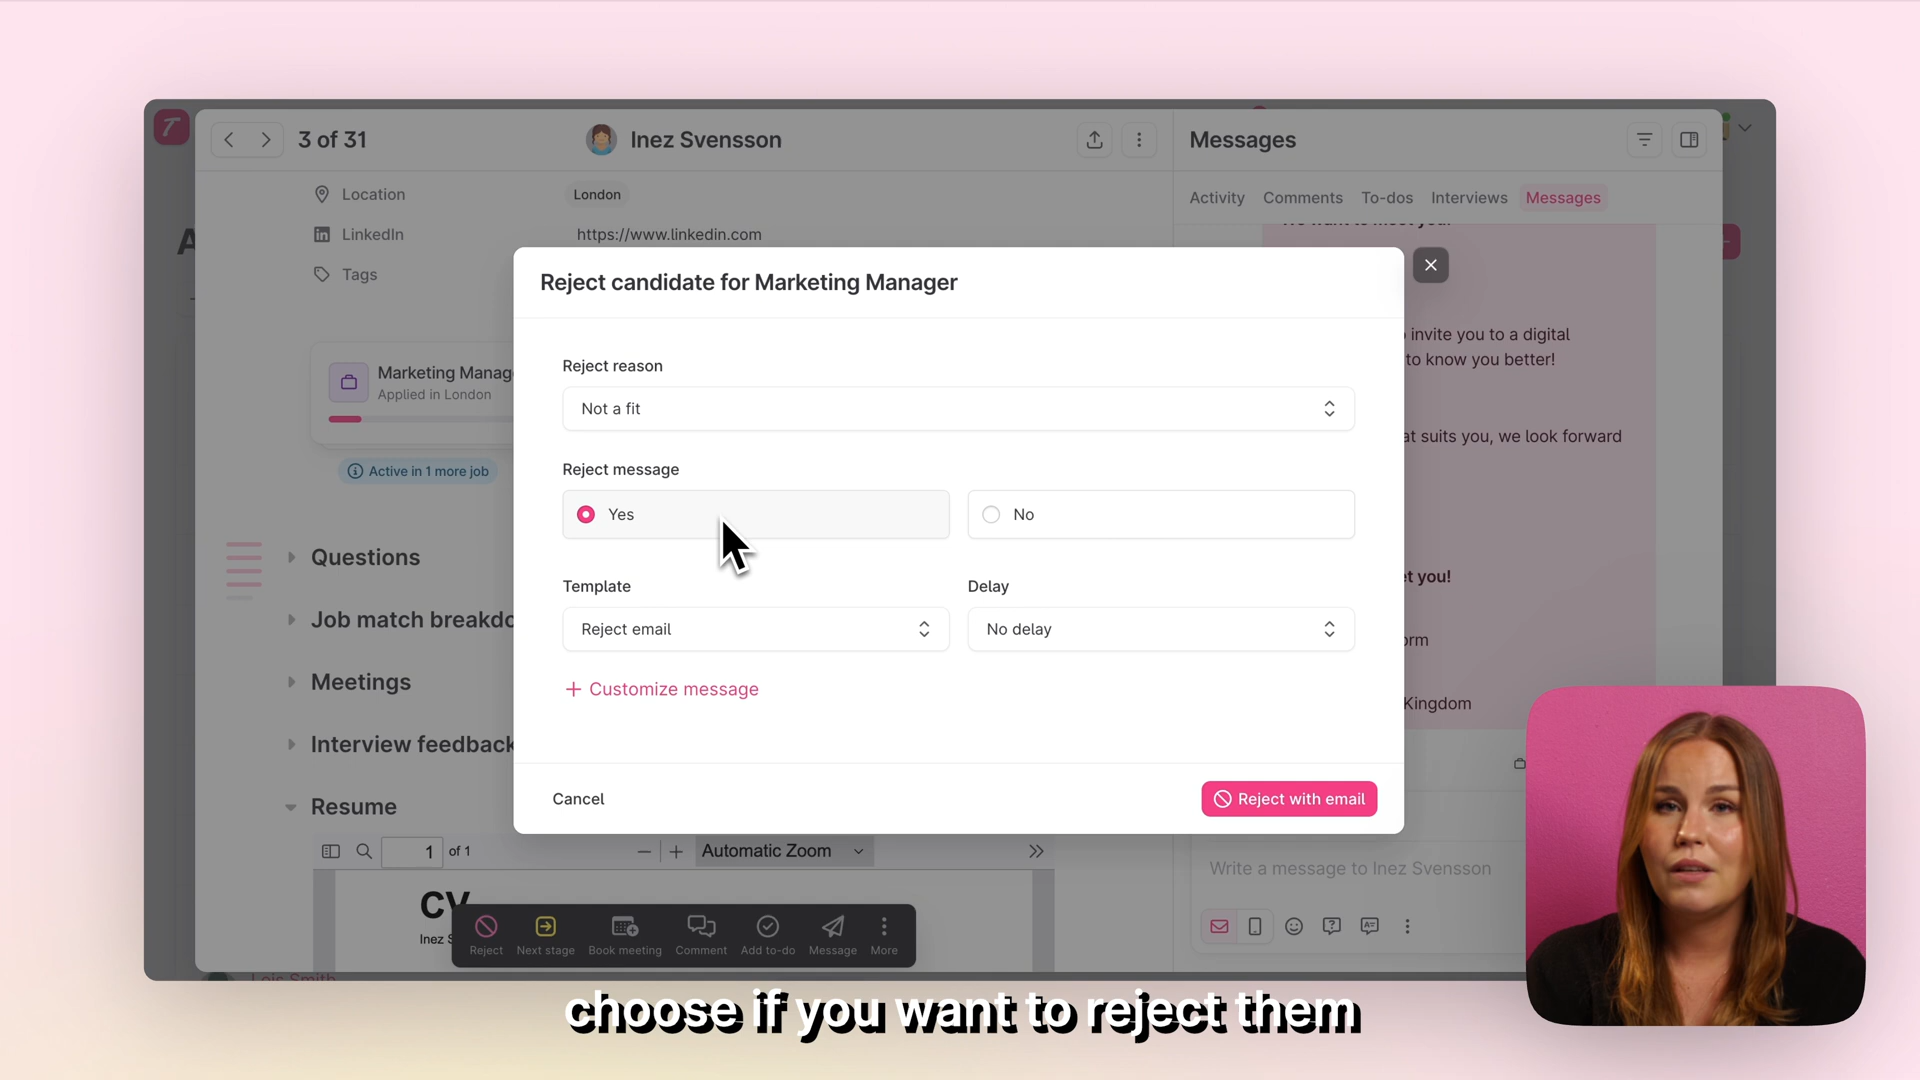 3 of 31
Inez Svensson
Messages
Location
London
Activity
Comments
To-dos
Interviews
Messages
LinkedIn
https://www.linkedin.com
Tags
Reject candidate for Marketing Manager
invite you to a digital
to know you better!
Reject reason
Not a fit
Marketing Manag
Applied in London
at suits you, we look forward
Active in 1 more job
Reject message
Yes
No
Questions
et you!
Template
Delay
Job match breakdo
Reject email
No delay
orm
Meetings
Customize message
Kingdom
Interview feedback
Cancel
Reject with email
Resume
1 of 1
Automatic Zoom
Write a message to Inez Svensson
CV
Inez S
Reject
Next stage
Book meeting
Comment
Add to-do
Message
More
Lois Smith
choose if you want to reject them